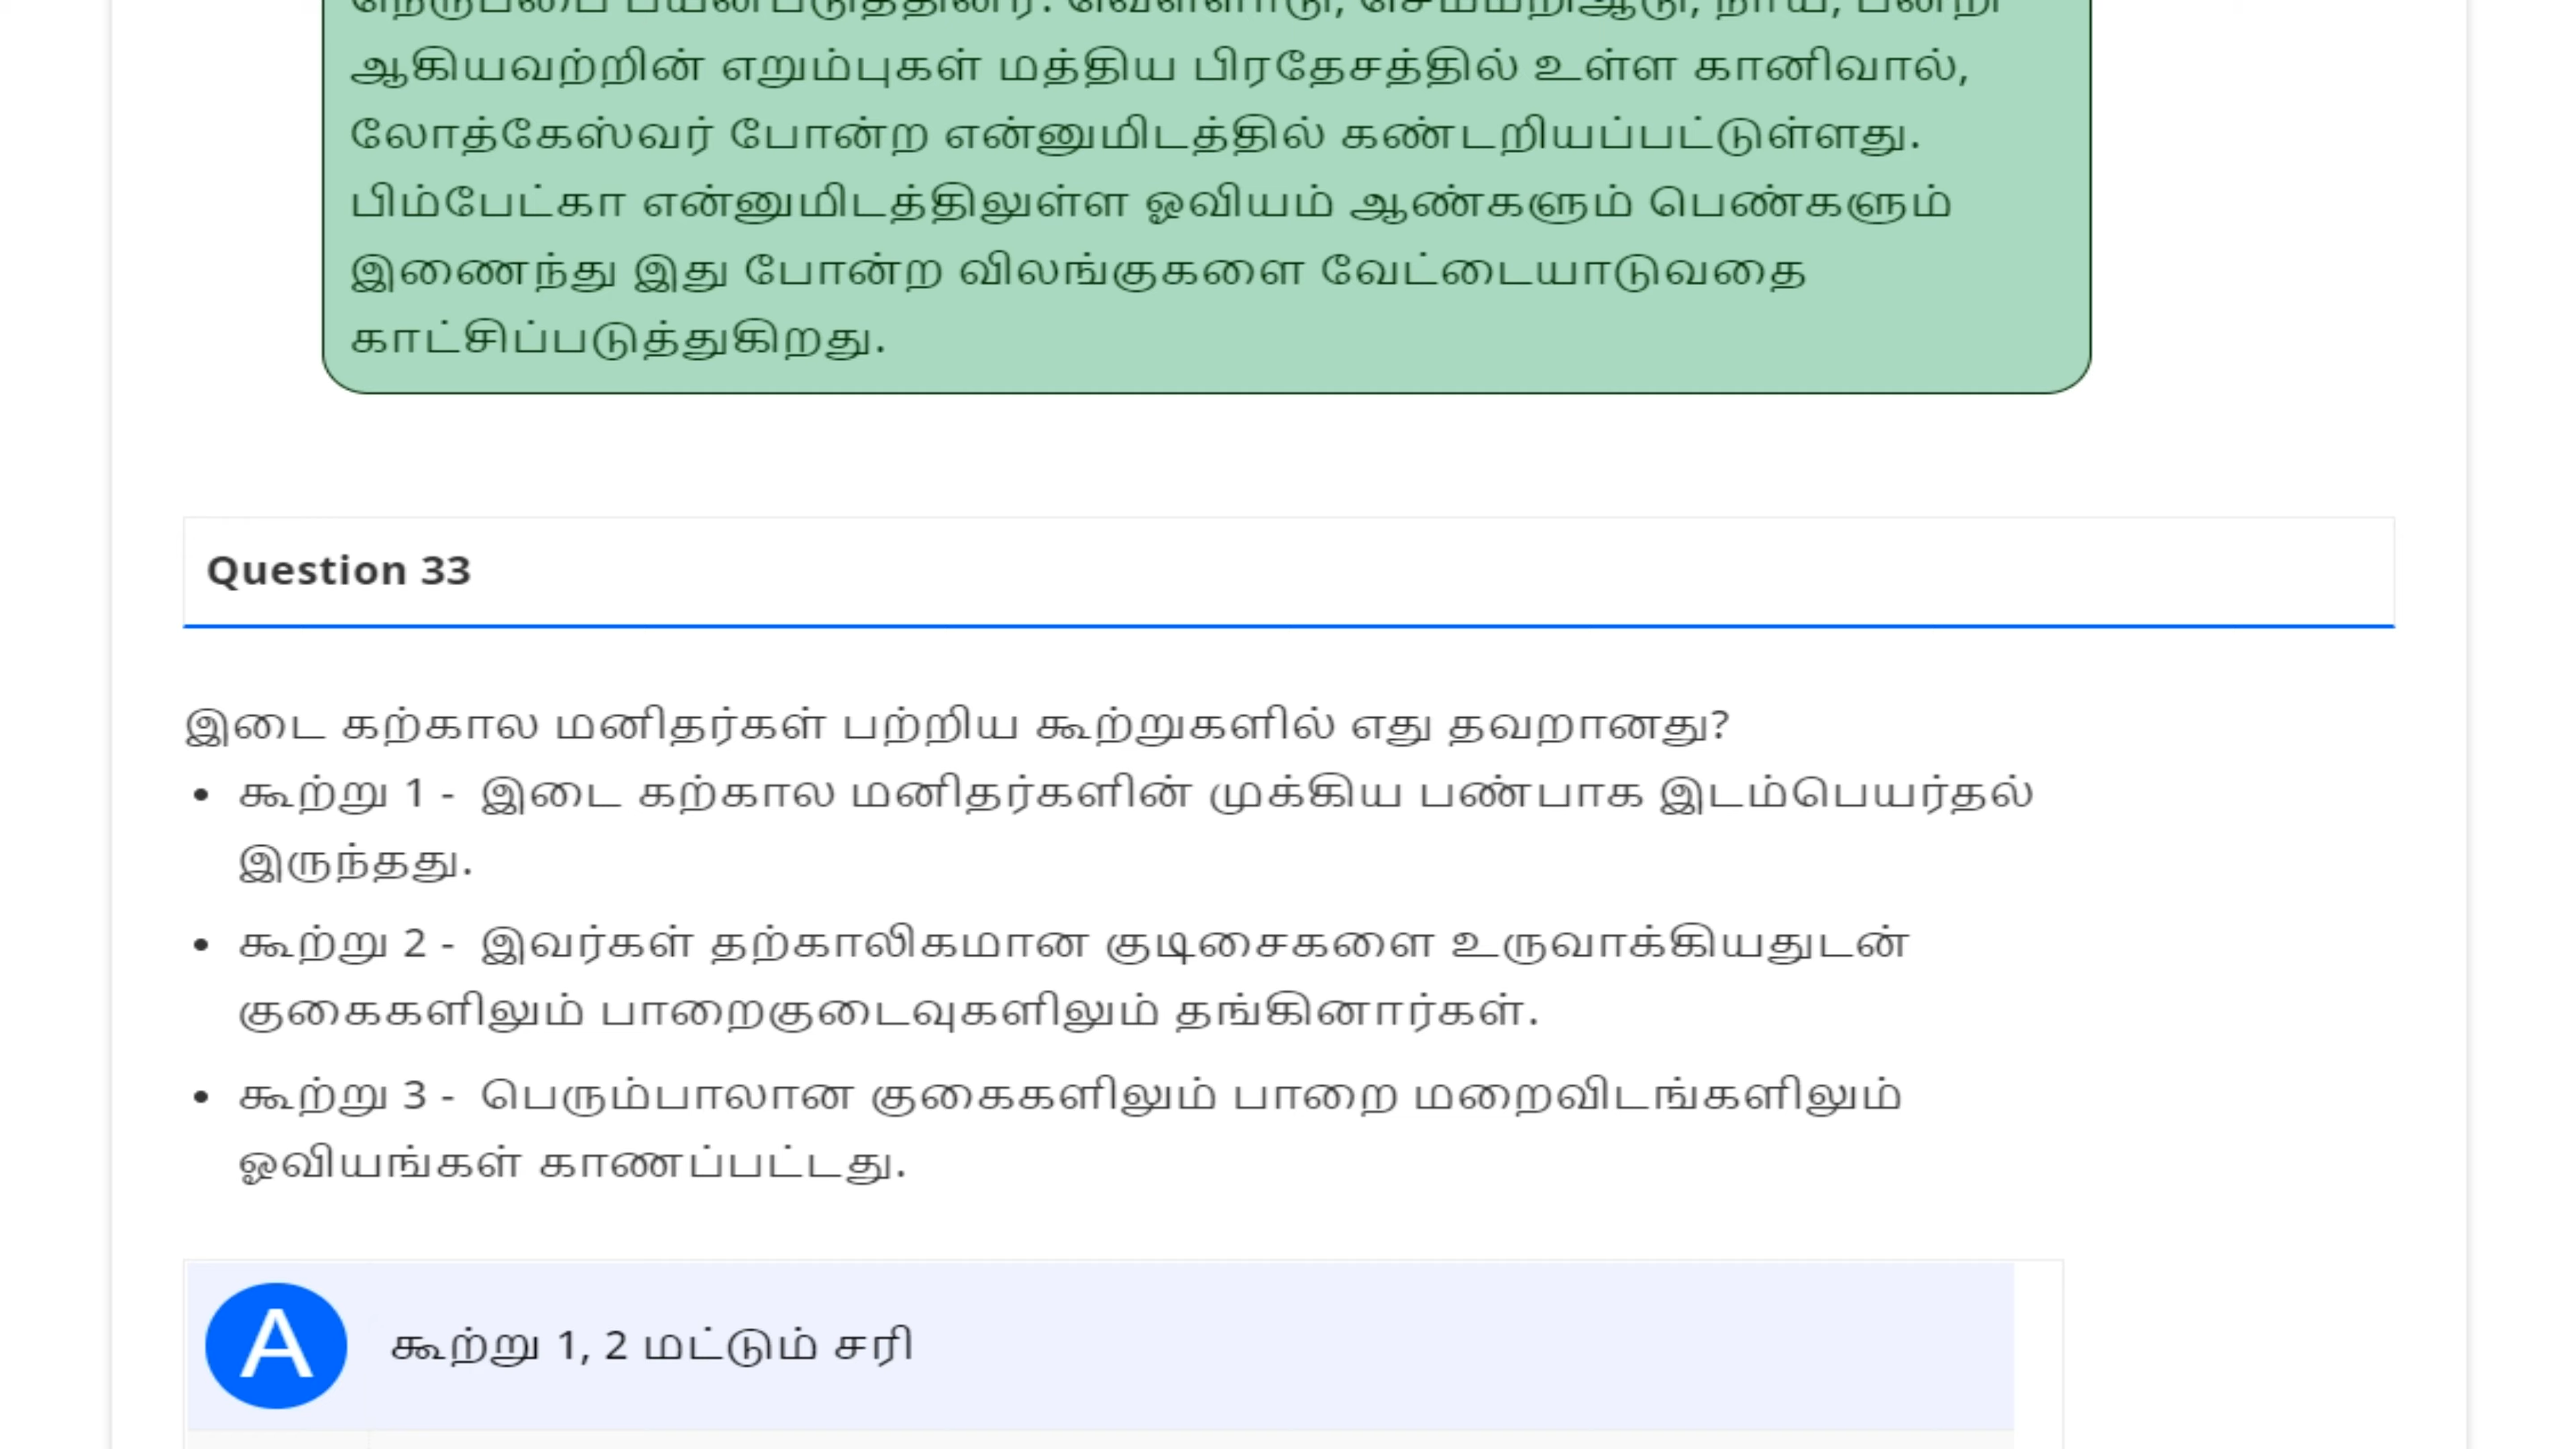 ஆகியவற்றின் எறும்புகள் மத்திய பிரதேசத்தில் உள்ள கானிவால்,
லோத்கேஸ்வர் போன்ற என்னுமிடத்தில் கண்டறியப்பட்டுள்ளது.
பிம்பேட்கா என்னுமிடத்திலுள்ள ஓவியம் ஆண்களும் பெண்களும்
இணைந்து இது போன்ற விலங்குகளை வேட்டையாடுவதை
காட்சிப்படுத்துகிறது.
Question 33
இடை கற்கால மனிதர்கள் பற்றிய கூற்றுகளில் எது தவறானது?
• கூற்று 1 - இடை கற்கால மனிதர்களின் முக்கிய பண்பாக இடம்பெயர்தல்
இருந்தது.
• கூற்று 2 - இவர்கள் தற்காலிகமான குடிசைகளை உருவாக்கியதுடன்
குகைகளிலும் பாறைகுடைவுகளிலும் தங்கினார்கள்.
• கூற்று 3 - பெரும்பாலான குகைகளிலும் பாறை மறைவிடங்களிலும்
ஓவியங்கள் காணப்பட்டது.
A கூற்று 1, 2 மட்டும் சரி